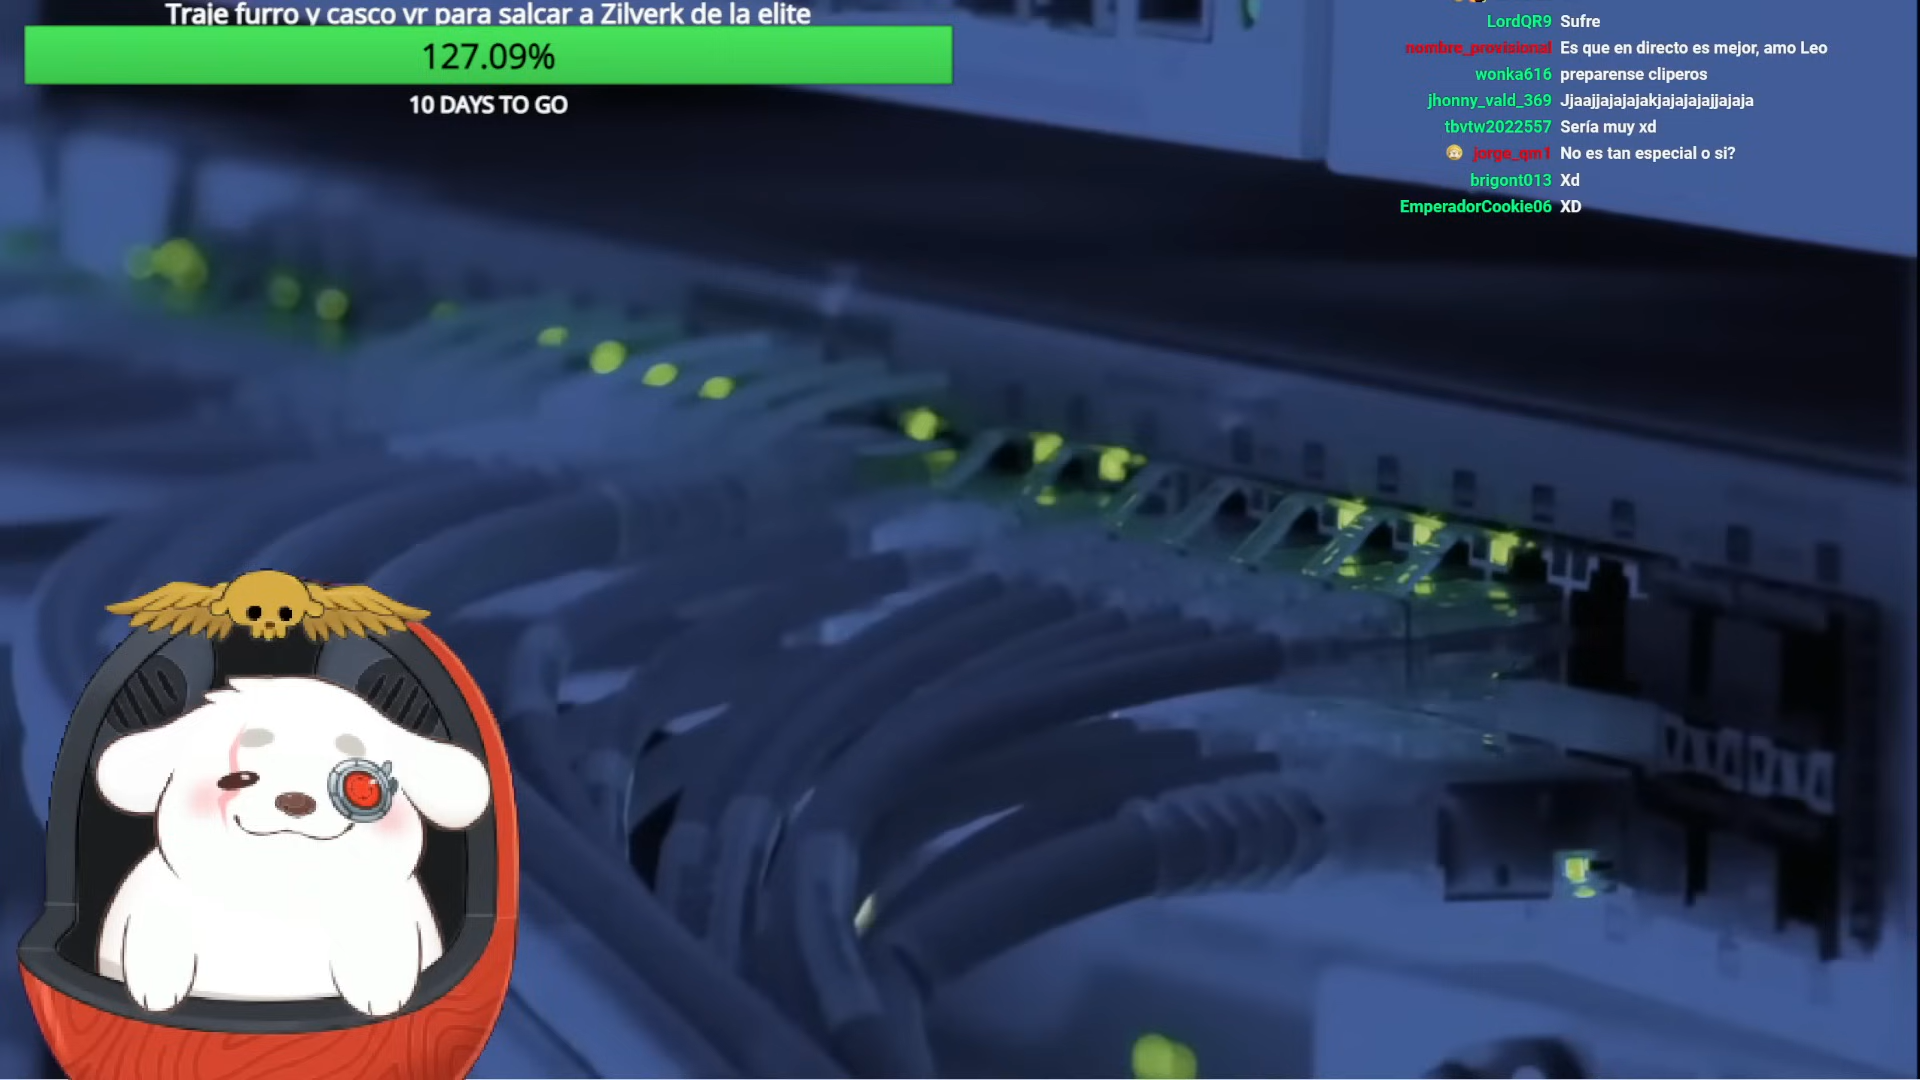 Traje furro y casco vr para salcar a Zilverk de la elite
127.09%
10 DAYS TO GO
LordQR9 Sufre
nombre_provisional Es que en directo es mejor, amo Leo
wonka616 preparense cliperos
jhonny_vald_369 Jjaajjajajajakjajajajajjajaja
tbvtw2022557 Sería muy xd
jorge_qm1 No es tan especial o si?
brigont013 Xd
EmperadorCookie06 XD